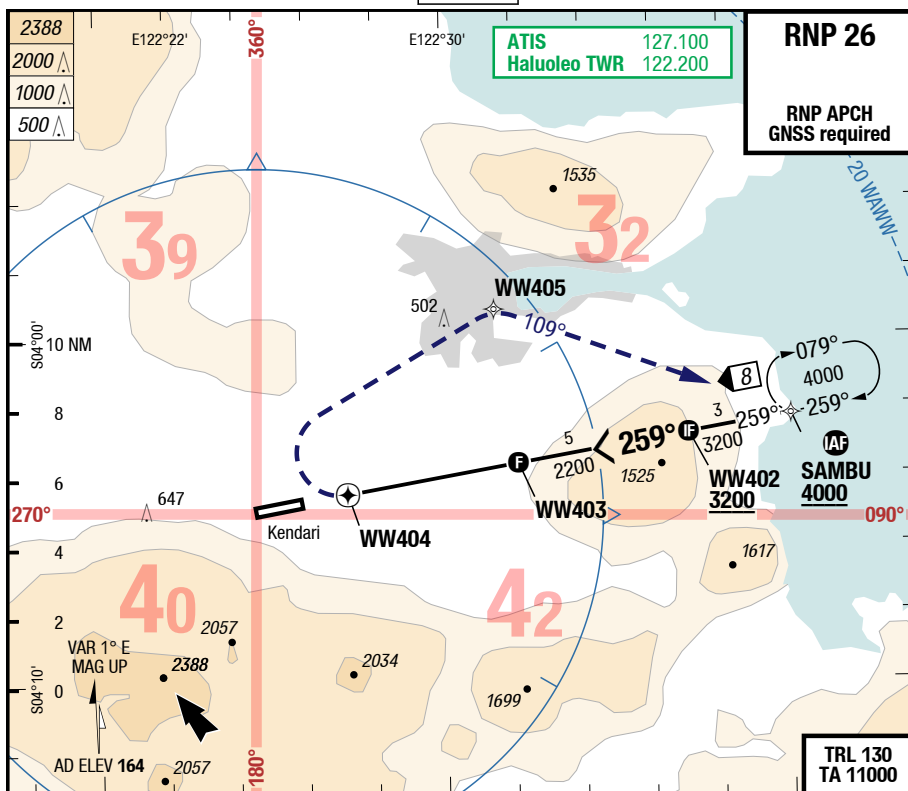 2388
2000
1000
500
E122°22'
360°
E122°30'
ATIS 127.100
Haluoleo TWR 122.200
RNP 26
RNP APCH
GNSS required
20 WAWW
1535
39
32
502
WW405
109°
S04°00'
10 NM
8
079°
4000
259°
259°
8
3
3200
5
2200
259°
IF
1525
IAF
SAMBU
4000
WW402
3200
F
WW403
6
647
270°
090°
Kendari
WW404
4
1617
40
42
2
2057
VAR 1° E
MAG UP
2388
2034
1699
0
S04°10'
AD ELEV 164
2057
180°
TRL 130
TA 11000